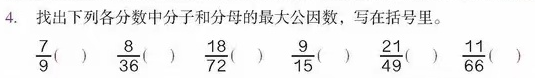 4. 找出下列各分数中分子和分母的最大公因数，写在括号里。
7/9( ) 8/36( ) 18/72( ) 9/15( ) 21/49( ) 11/66( )